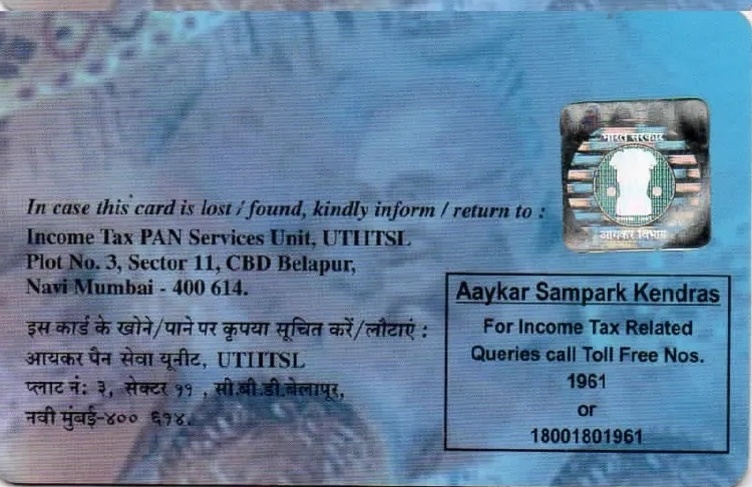 भारत सरकार
आयकर विभाग
In case this card is lost / found, kindly inform / return to :
Income Tax PAN Services Unit, UTIITSL
Plot No. 3, Sector 11, CBD Belapur,
Navi Mumbai - 400 614.
इस कार्ड के खोने/पाने पर कृपया सूचित करें/लौटाएं :
आयकर पैन सेवा यूनीट, UTIITSL
प्लाट नं: ३, सेक्टर ११ , सी.बी.डी.बेलापूर,
नवी मुंबई-४०० ६१४.
Aaykar Sampark Kendras
For Income Tax Related
Queries call Toll Free Nos.
1961
or
18001801961